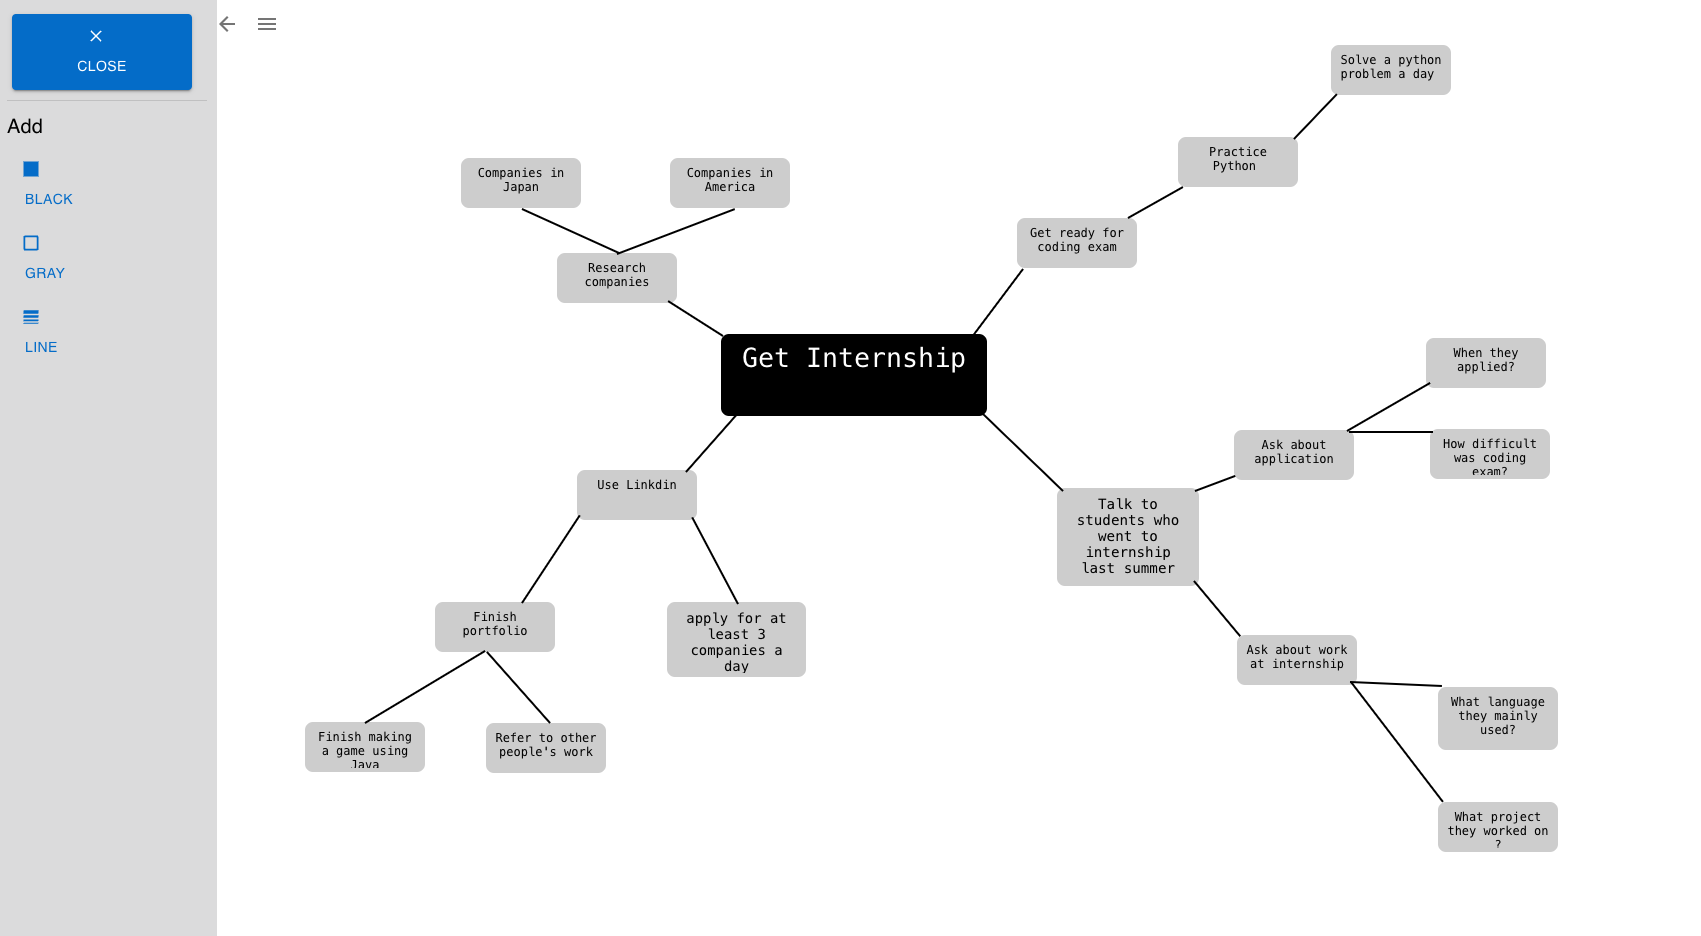 CLOSE
Add
BLACK
GRAY
LINE
Solve a python
problem a day
Practice
Python
Companies in
Japan
Companies in
America
Get ready for
coding exam
Research
companies
Get Internship
When they
applied?
Ask about
application
How difficult
was coding
exam?
Use Linkdin
Talk to
students who
went to
internship
last summer
Finish
portfolio
apply for at
least 3
companies a
day
Ask about work
at internship
What language
they mainly
used?
Finish making
a game using
Java
Refer to other
people's work
What project
they worked on
?